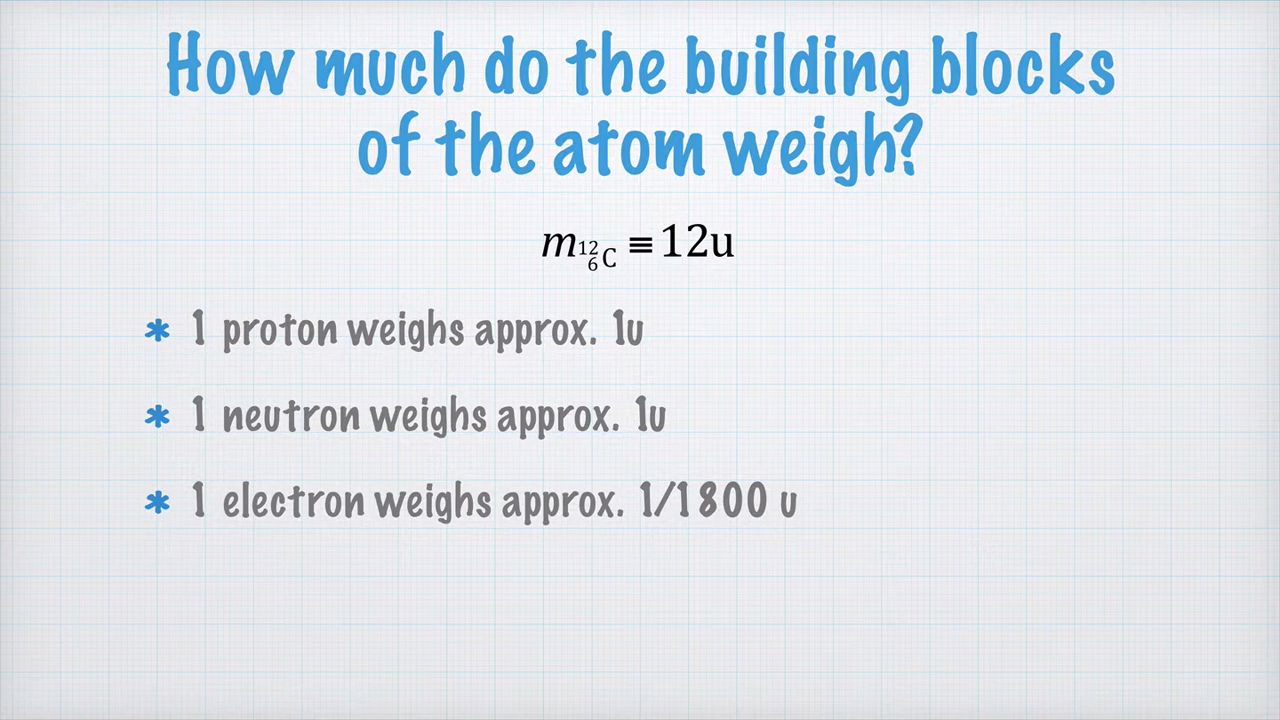 How much do the building blocks
of the atom weigh?
m ¹²₆C ≡ 12u
* 1 proton weighs approx. 1u
* 1 neutron weighs approx. 1u
* 1 electron weighs approx. 1/1800 u